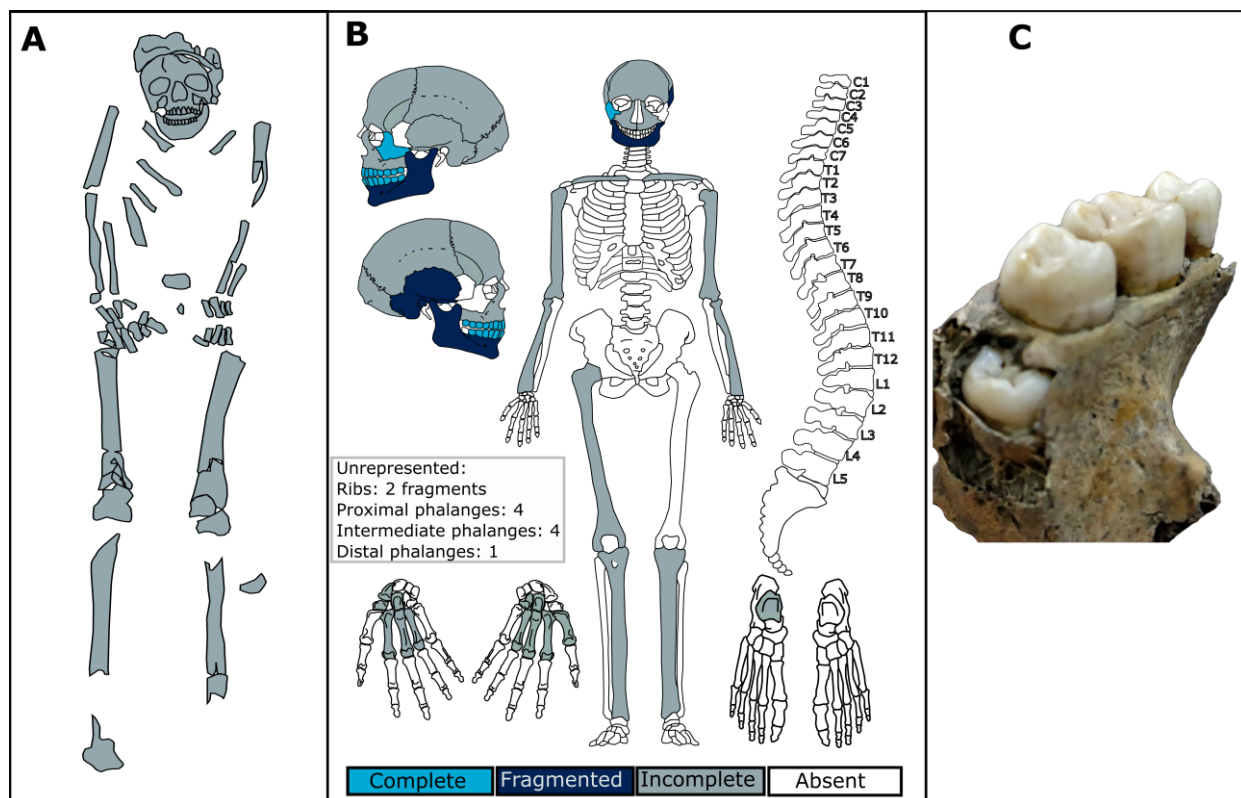 A
B
C
C1
C2
C3
C4
C5
C6
C7
T1
T2
T3
T4
T5
T6
T7
T8
T9
T10
T11
T12
L1
L2
L3
L4
L5
Unrepresented:
Ribs: 2 fragments
Proximal phalanges: 4
Intermediate phalanges: 4
Distal phalanges: 1
Complete
Fragmented
Incomplete
Absent